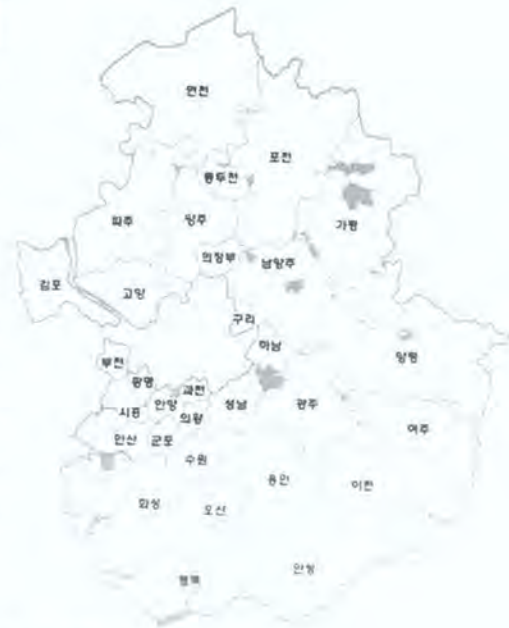 연천
포천
동두천
파주
양주
가평
의정부
남양주
김포
고양
구리
하남
부천
양평
광명
과천
시흥
안양
성남
광주
의왕
여주
안산
군포
수원
용인
이천
화성
오산
안성
평택